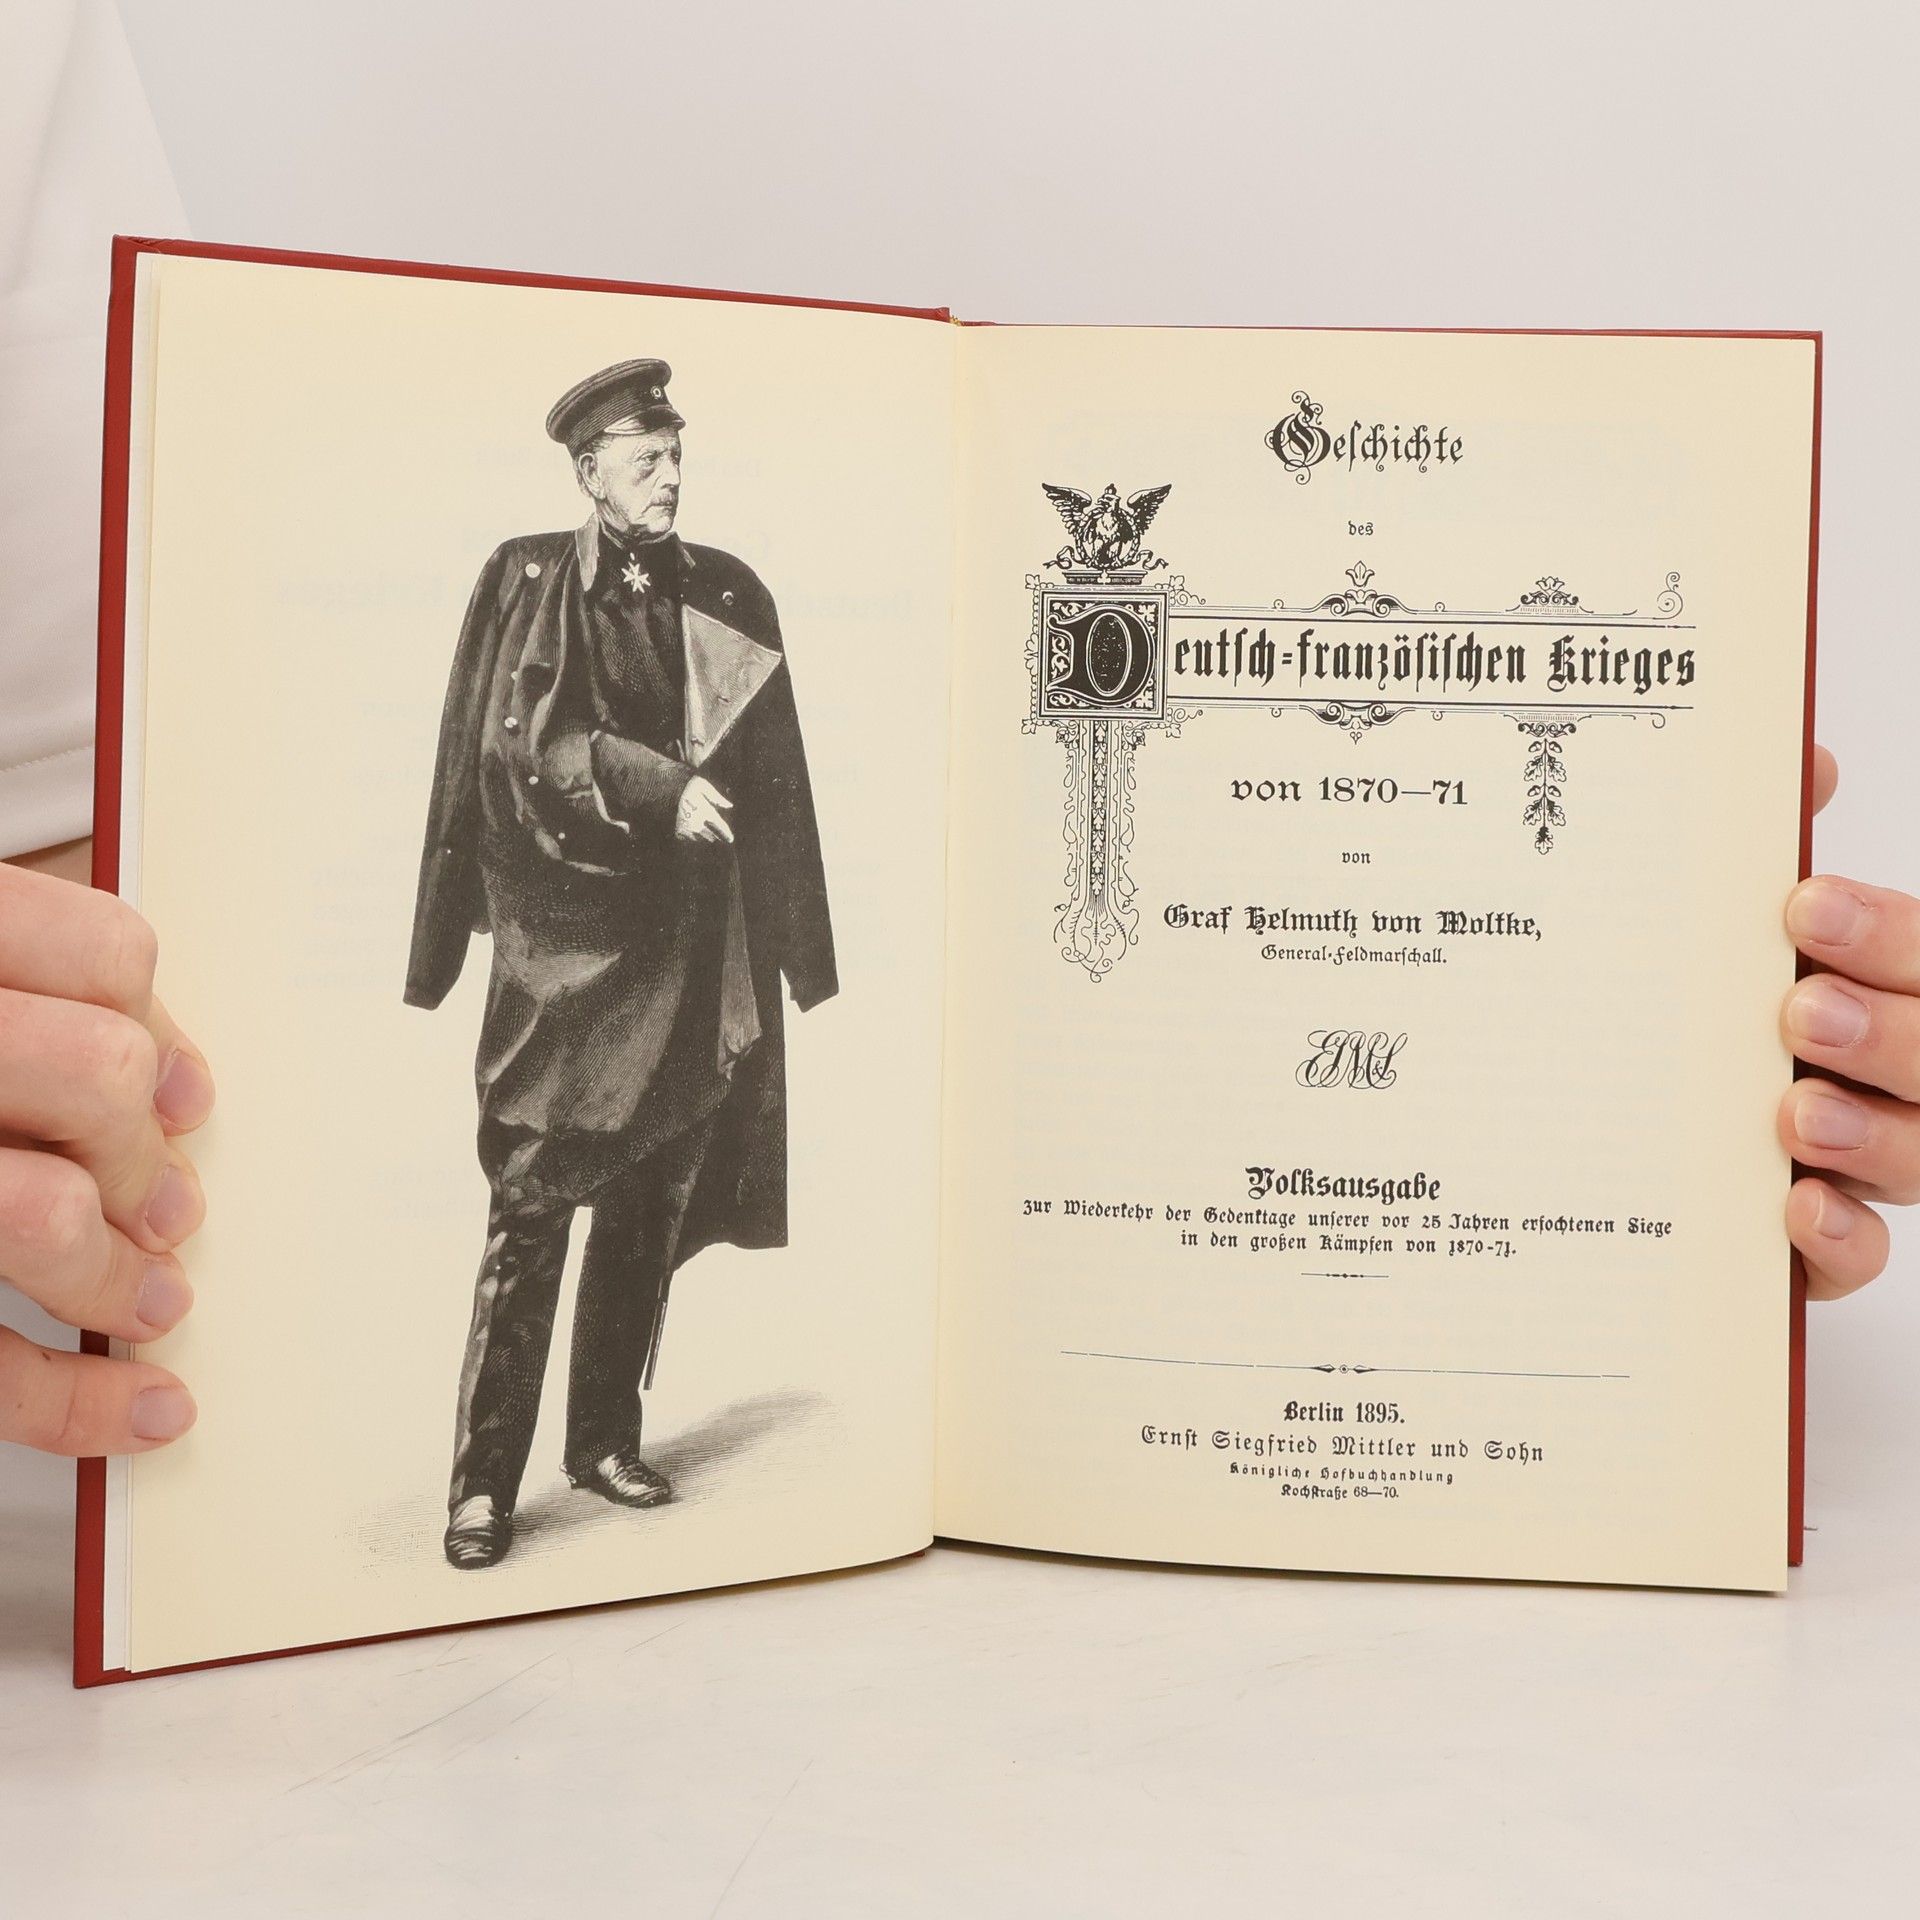 Geſchichte
des
Deutſch-franzöſiſchen Krieges
von 1870—71
von
Graf Helmuth von Moltke,
General-Feldmarſchall.
ESM&S
Volksausgabe
zur Wiederkehr der Gedenktage unſerer vor 25 Jahren erfochtenen Siege
in den großen Kämpfen von 1870-71.
Berlin 1895.
Ernſt Siegfried Mittler und Sohn
Königliche Hofbuchhandlung
Kochſtraße 68—70.